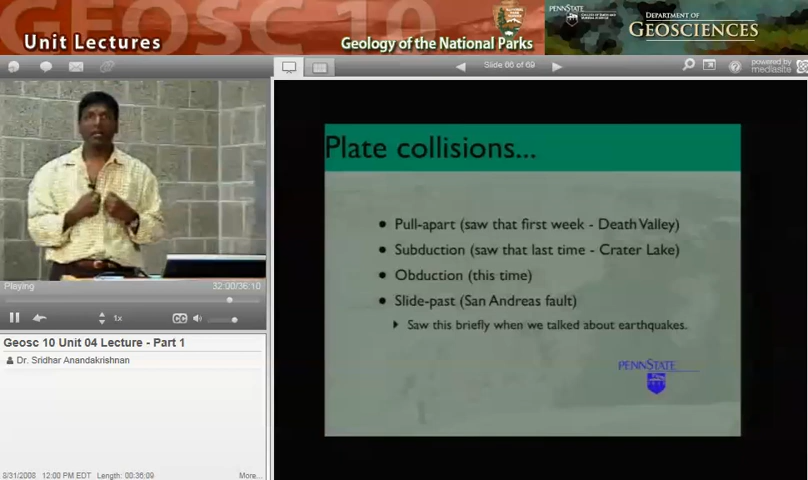 GEOSC 10
Unit Lectures
Geology of the National Parks
PENNSTATE
DEPARTMENT OF
GEOSCIENCES
Slide 66 of 69
powered by
mediasite
Plate collisions...
• Pull-apart (saw that first week - Death Valley)
• Subduction (saw that last time - Crater Lake)
• Obduction (this time)
• Slide-past (San Andreas fault)
Saw this briefly when we talked about earthquakes.
PENNSTATE
Playing
32:00/36:10
1x
CC
Geosc 10 Unit 04 Lecture - Part 1
Dr. Sridhar Anandakrishnan
8/31/2008 12:00 PM EDT Length: 00:36:09
More...